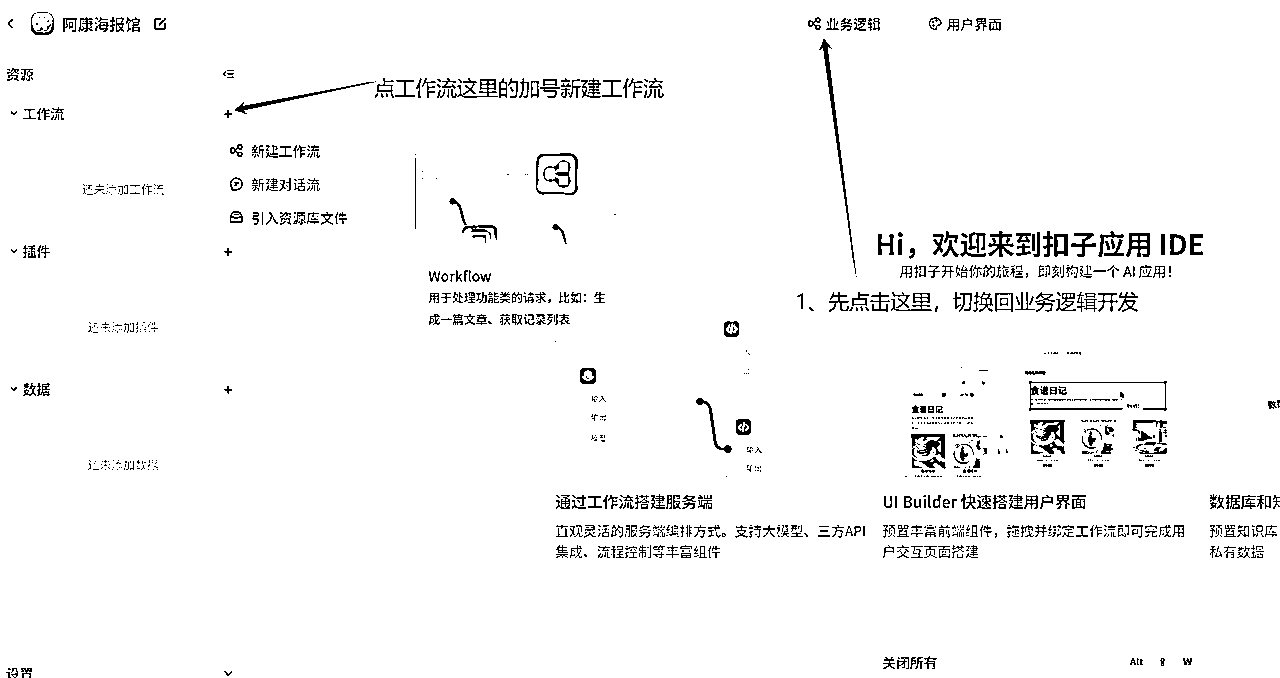 阿康海报馆
业务逻辑
用户界面
资源
点工作流这里的加号新建工作流
工作流
新建工作流
还未添加工作流
新建对话流
引入资源库文件
插件
Workflow
用于处理功能类的请求，比如：生
成一篇文章、获取记录列表
还未添加插件
数据
还未添加数据
Hi，欢迎来到扣子应用 IDE
用扣子开始你的旅程，即刻构建一个 AI 应用！
1、先点击这里，切换回业务逻辑开发
输入
输出
输入
输出
食谱日记
食谱日记
通过工作流搭建服务端
直观灵活的服务端编排方式。支持大模型、三方API
集成、流程控制等丰富组件
UI Builder 快速搭建用户界面
预置丰富前端组件，拖拽并绑定工作流即可完成用
户交互页面搭建
数据库和知
预置知识库
私有数据
设置
关闭所有
Alt
W